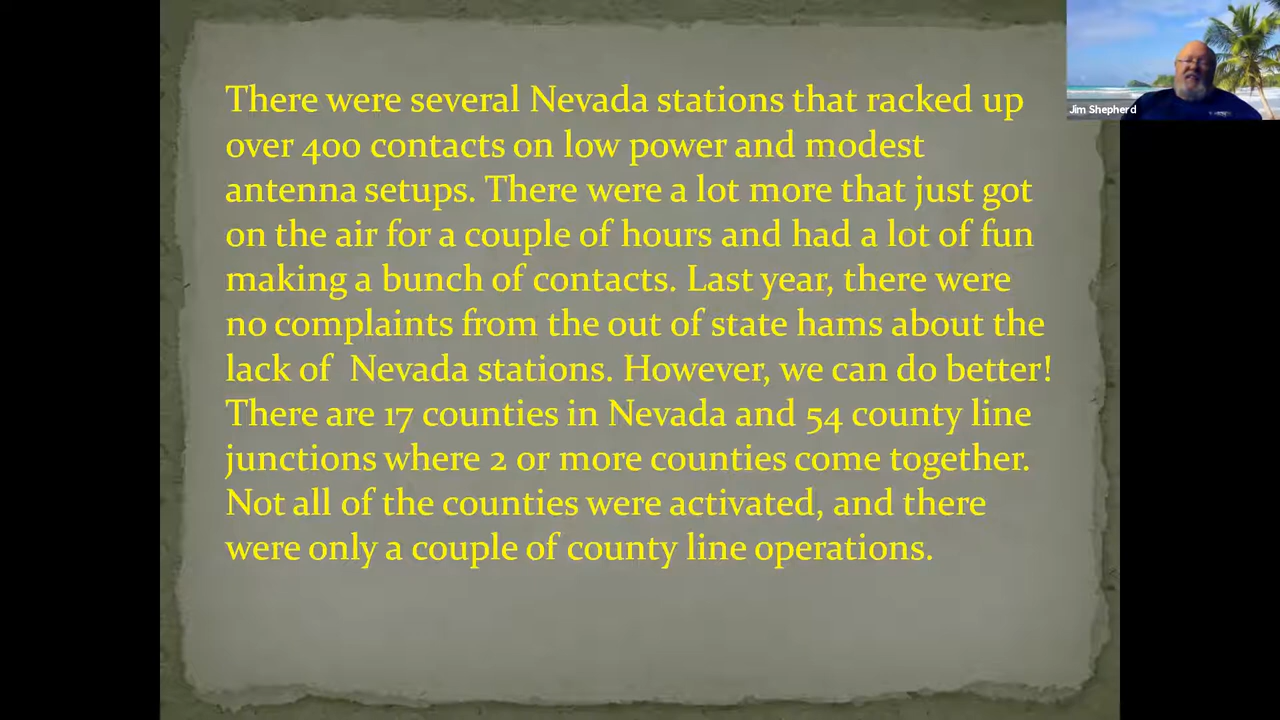 There were several Nevada stations that racked up
over 400 contacts on low power and modest
antenna setups. There were a lot more that just got
on the air for a couple of hours and had a lot of fun
making a bunch of contacts. Last year, there were
no complaints from the out of state hams about the
lack of  Nevada stations. However, we can do better!
There are 17 counties in Nevada and 54 county line
junctions where 2 or more counties come together.
Not all of the counties were activated, and there
were only a couple of county line operations.
Jim Shepherd